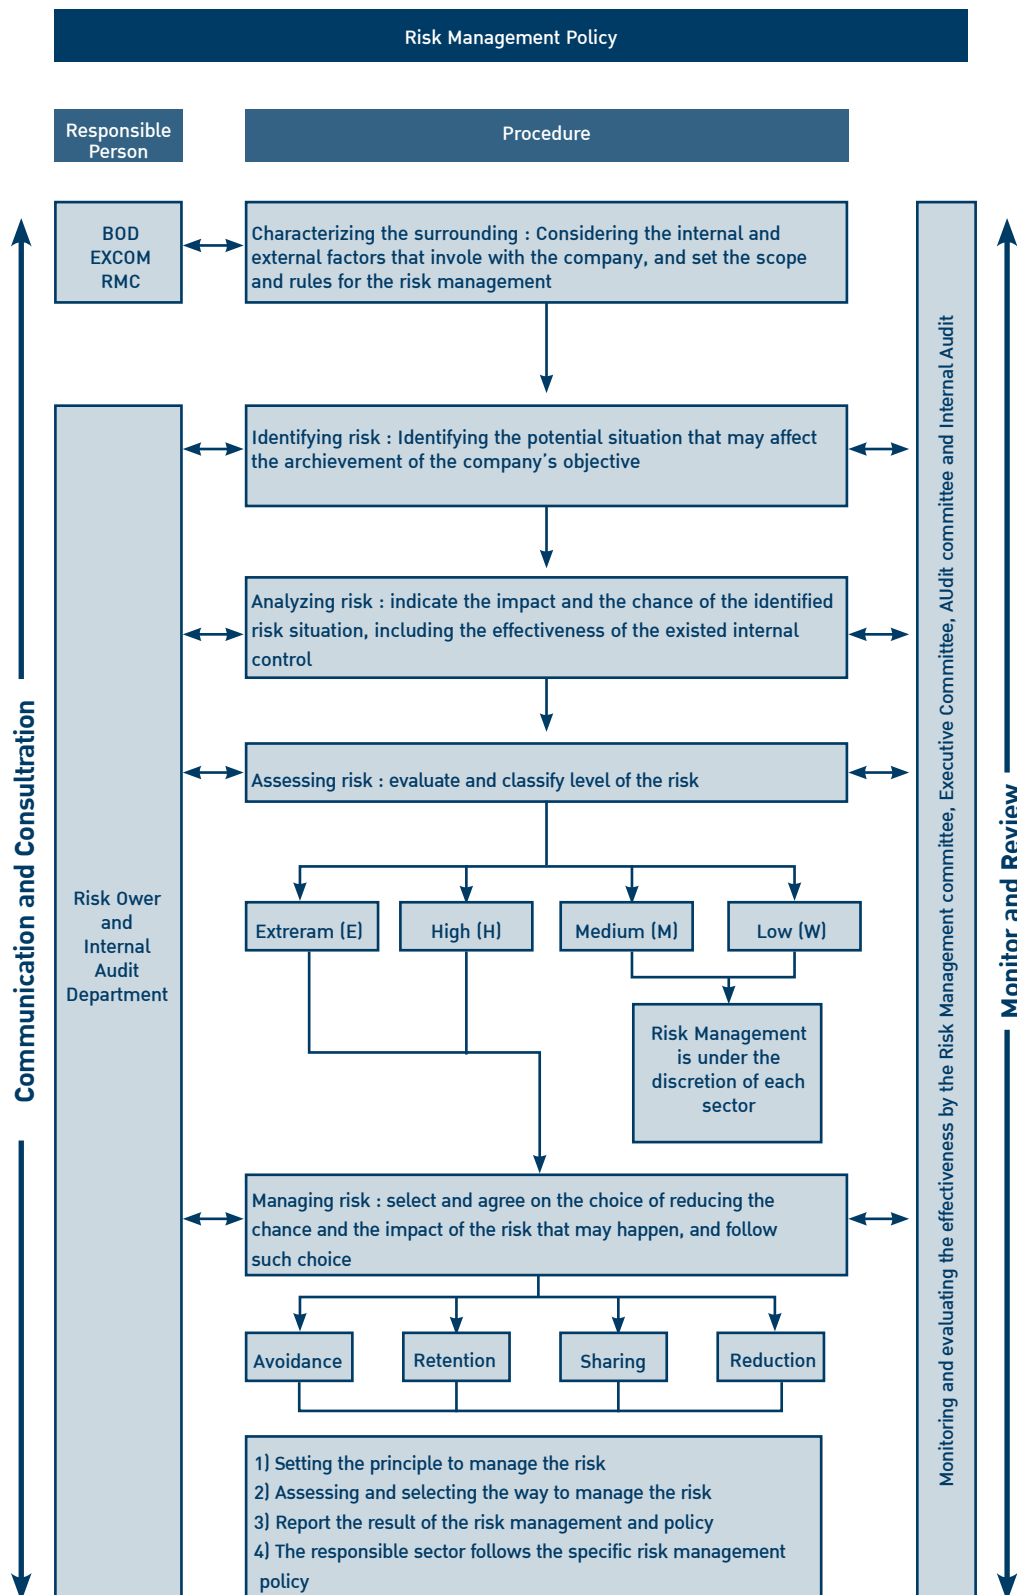 Risk Management Policy
Responsible
Person
Procedure
BOD
EXCOM
RMC
Characterizing the surrounding : Considering the internal and
external factors that invole with the company, and set the scope
and rules for the risk management
Identifying risk : Identifying the potential situation that may affect
the archievement of the company's objective
Analyzing risk : indicate the impact and the chance of the identified
risk situation, including the effectiveness of the existed internal
control
Assessing risk : evaluate and classify level of the risk
Communication and Consultration
Risk Ower
and
Internal
Audit
Department
Extreram (E)
High (H)
Medium (M)
Low (W)
Risk Management
is under the
discretion of each
sector
Managing risk : select and agree on the choice of reducing the
chance and the impact of the risk that may happen, and follow
such choice
Avoidance
Retention
Sharing
Reduction
1) Setting the principle to manage the risk
2) Assessing and selecting the way to manage the risk
3) Report the result of the risk management and policy
4) The responsible sector follows the specific risk management
policy
Monitoring and evaluating the effectiveness by the Risk Management committee, Executive Committee, AUdit committee and Internal Audit
Monitor and Review